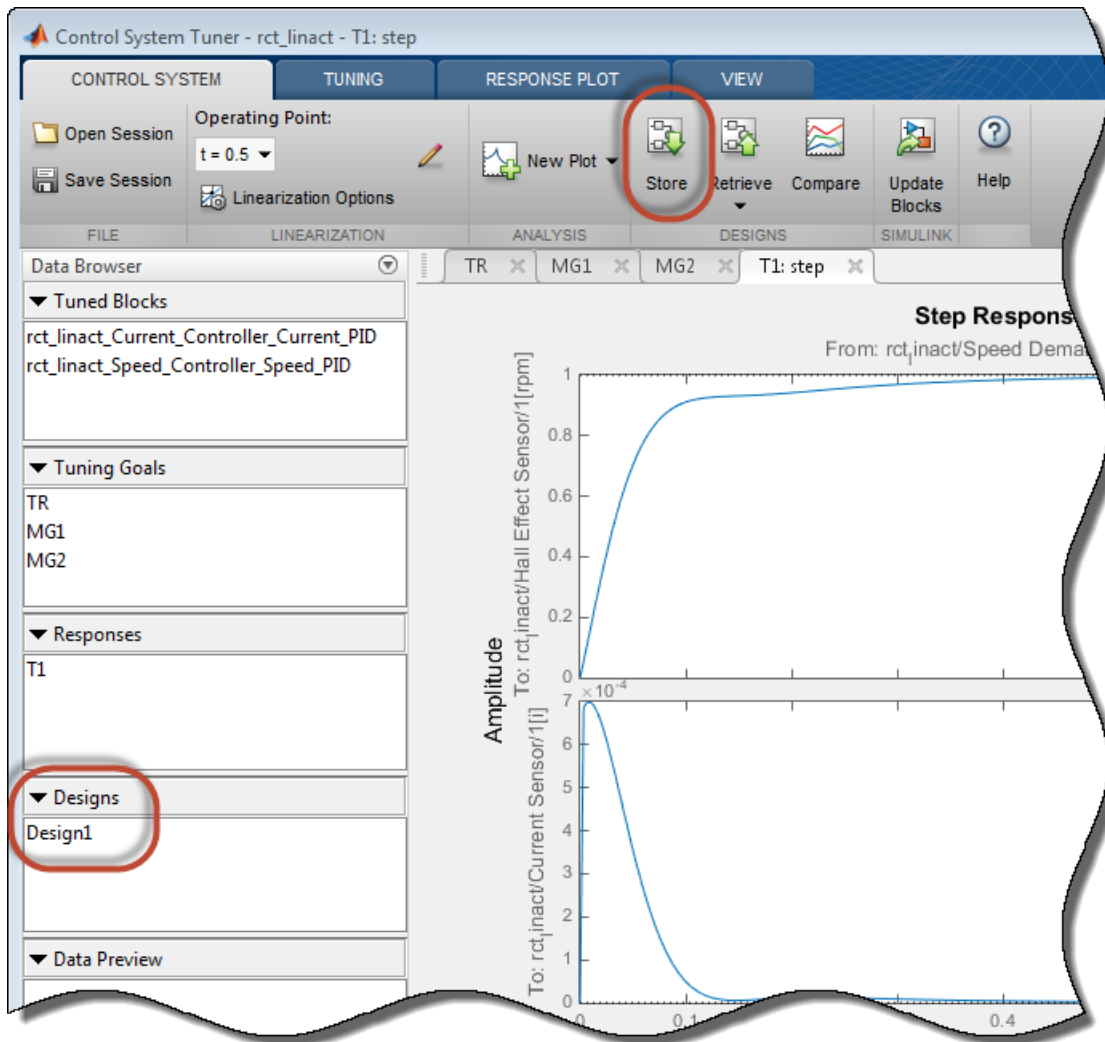 Control System Tuner - rct_linact - T1: step
CONTROL SYSTEM
TUNING
RESPONSE PLOT
VIEW
Open Session
Save Session
FILE
Operating Point:
t = 0.5
Linearization Options
LINEARIZATION
New Plot
ANALYSIS
Store
Retrieve
Compare
DESIGNS
Update
Blocks
SIMULINK
?
Help
Data Browser
Tuned Blocks
rct_linact_Current_Controller_Current_PID
rct_linact_Speed_Controller_Speed_PID
Tuning Goals
TR
MG1
MG2
Responses
T1
Designs
Design1
Data Preview
TR
MG1
MG2
T1: step
Step Respons
From: rct_linact/Speed Dema
Amplitude
To: rct_linact/Hall Effect Sensor/1[rpm]
1
0.8
0.6
0.4
0.2
0
To: rct_linact/Current Sensor/1[i]
×10-4
7
6
5
4
3
2
1
0
0
0.1
0.4